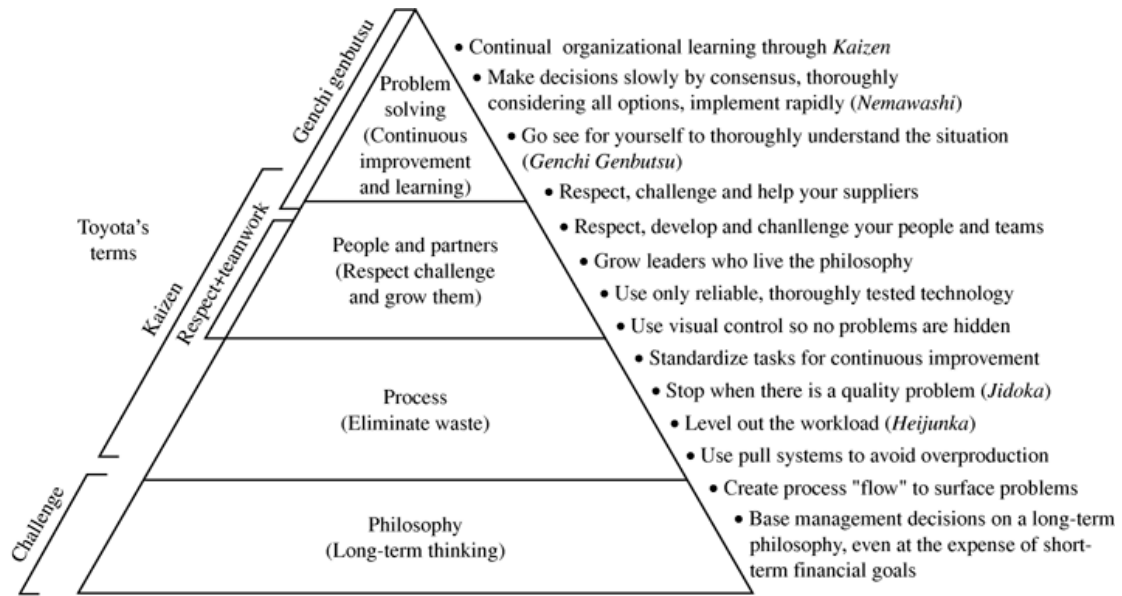 Genchi genbutsu
Problem
solving
(Continuous
improvement
and learning)
Toyota's
terms
Kaizen
Respect+teamwork
People and partners
(Respect challenge
and grow them)
Process
(Eliminate waste)
Challenge
Philosophy
(Long-term thinking)
• Continual organizational learning through Kaizen
• Make decisions slowly by consensus, thoroughly
considering all options, implement rapidly (Nemawashi)
• Go see for yourself to thoroughly understand the situation
(Genchi Genbutsu)
• Respect, challenge and help your suppliers
• Respect, develop and chanllenge your people and teams
• Grow leaders who live the philosophy
• Use only reliable, thoroughly tested technology
• Use visual control so no problems are hidden
• Standardize tasks for continuous improvement
• Stop when there is a quality problem (Jidoka)
• Level out the workload (Heijunka)
• Use pull systems to avoid overproduction
• Create process "flow" to surface problems
• Base management decisions on a long-term
philosophy, even at the expense of short-
term financial goals